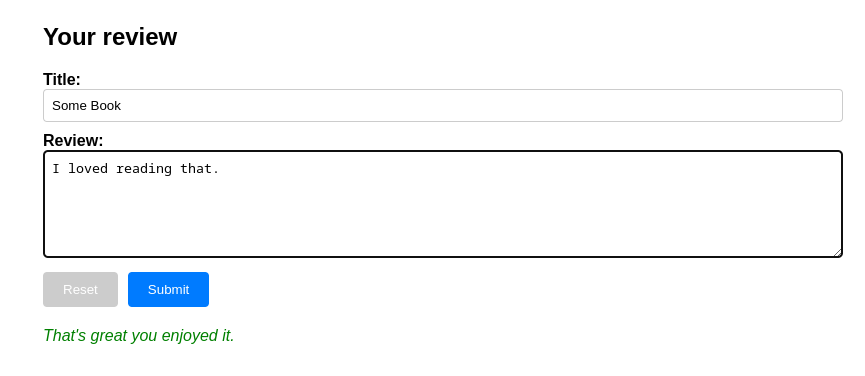 Your review
Title:
Some Book
Review:
I loved reading that.
Reset Submit
That's great you enjoyed it.